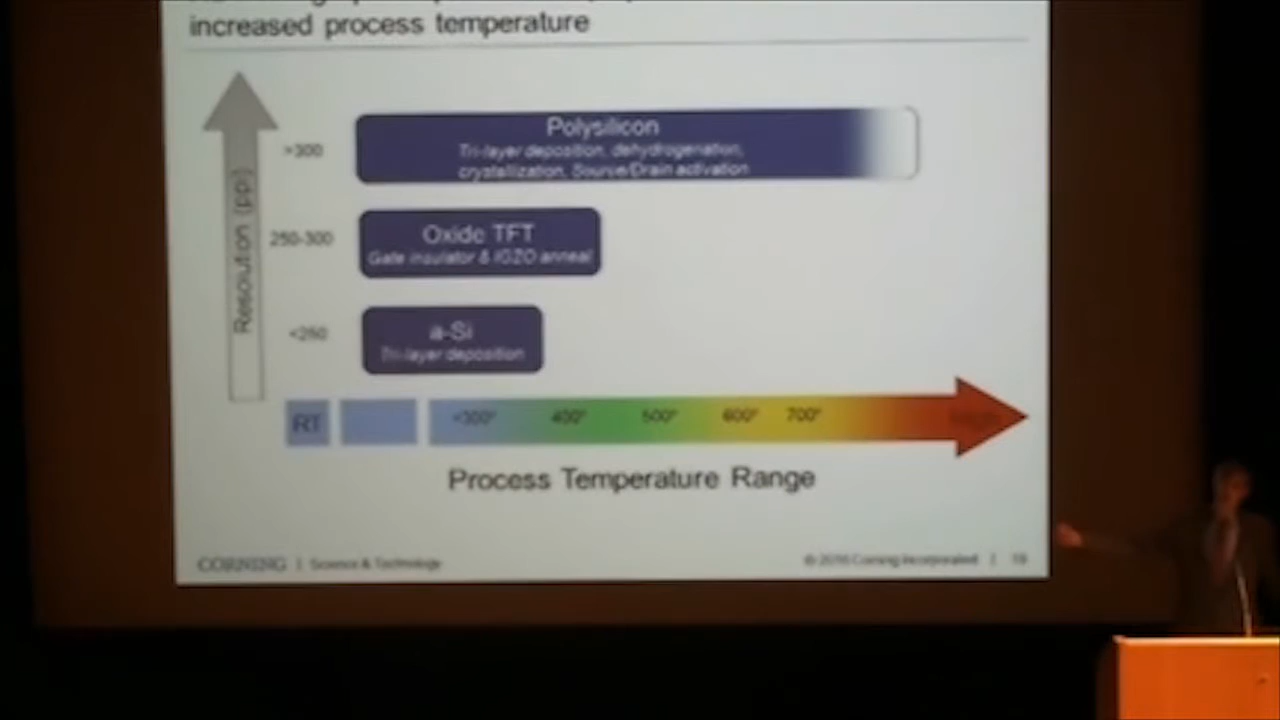 increased process temperature
Polysilicon
Tri-layer deposition, dehydrogenation,
crystallization, Source/Drain activation
>300
Resolution (ppi)
Oxide TFT
Gate insulator & IGZO anneal
250-300
a-Si
Tri-layer deposition
<250
RT
<300° 400° 500° 600° 700°
Process Temperature Range
CORNING | Science & Technology
© Corning Incorporated |